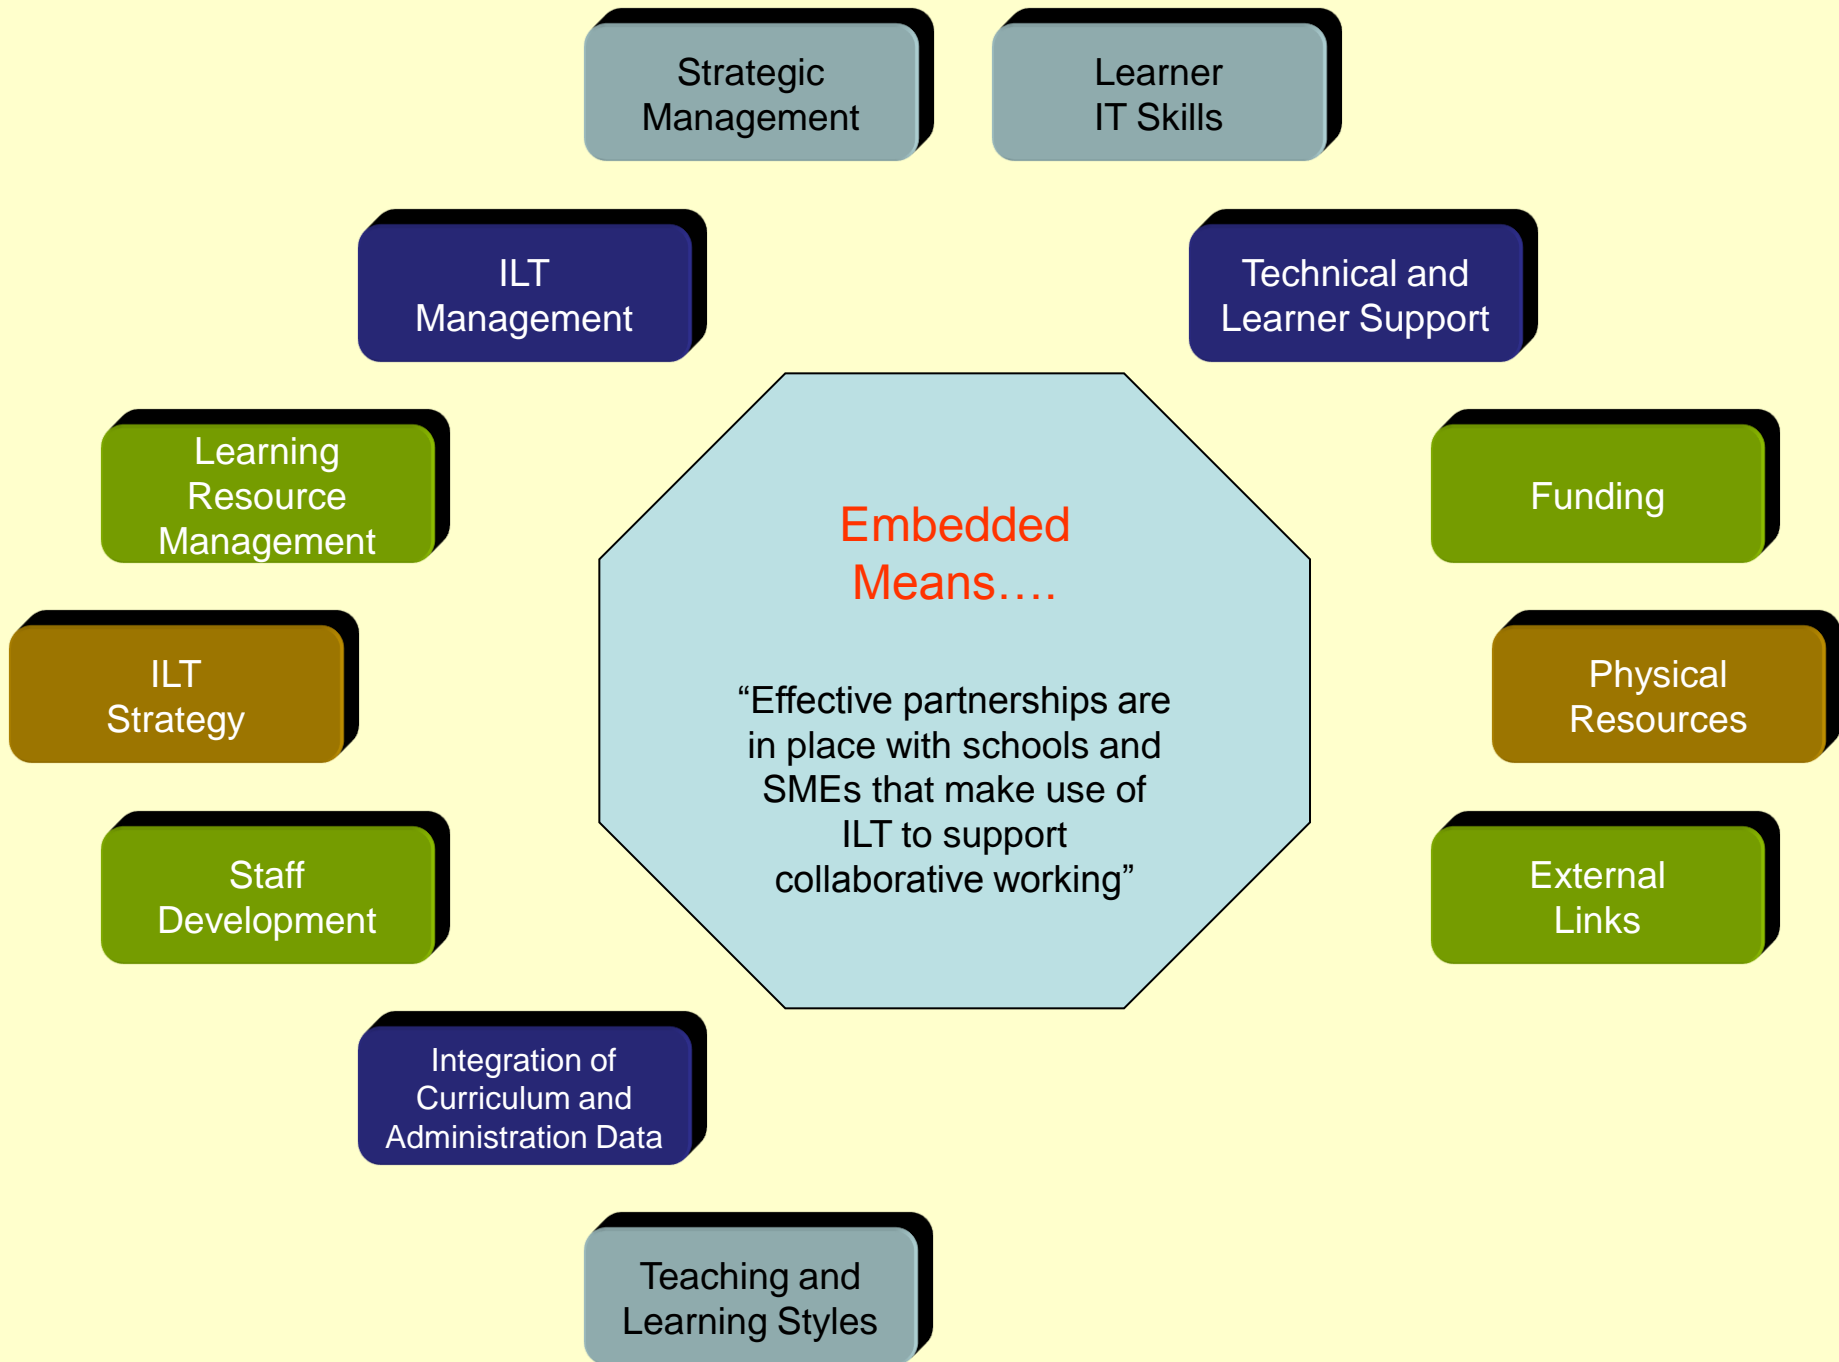 Strategic
Management
Learner
IT Skills
ILT
Management
Technical and
Learner Support
Learning
Resource
Management
Funding
Embedded
Means….
“Effective partnerships are
in place with schools and
SMEs that make use of
ILT to support
collaborative working”
ILT
Strategy
Physical
Resources
Staff
Development
External
Links
Integration of
Curriculum and
Administration Data
Teaching and
Learning Styles